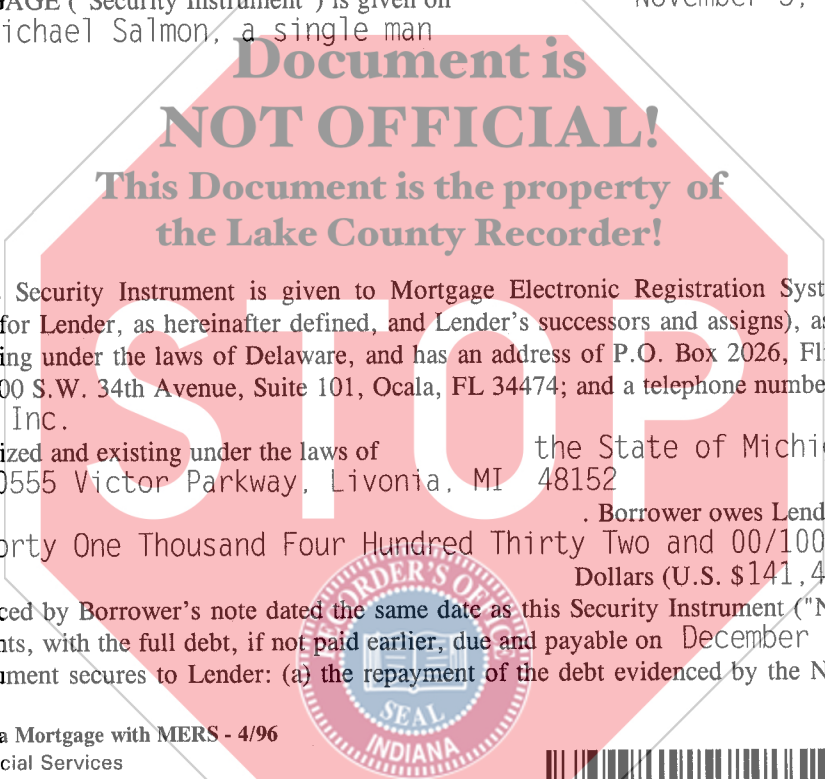 AGE ("Security Instrument") is given on November 5,
ichael Salmon, a single man
Document is
NOT OFFICIAL!
This Document is the property of
the Lake County Recorder!
Security Instrument is given to Mortgage Electronic Registration Syst
for Lender, as hereinafter defined, and Lender's successors and assigns), as
ing under the laws of Delaware, and has an address of P.O. Box 2026, Fli
00 S.W. 34th Avenue, Suite 101, Ocala, FL 34474; and a telephone numbe
Inc.
ized and existing under the laws of the State of Michi
0555 Victor Parkway, Livonia, MI 48152
. Borrower owes Lend
orty One Thousand Four Hundred Thirty Two and 00/100
Dollars (U.S. $141,4
ced by Borrower's note dated the same date as this Security Instrument ("N
nts, with the full debt, if not paid earlier, due and payable on December
ument secures to Lender: (a) the repayment of the debt evidenced by the N
a Mortgage with MERS - 4/96
cial Services
STOP
RECORDER'S OFFICE
SEAL
INDIANA